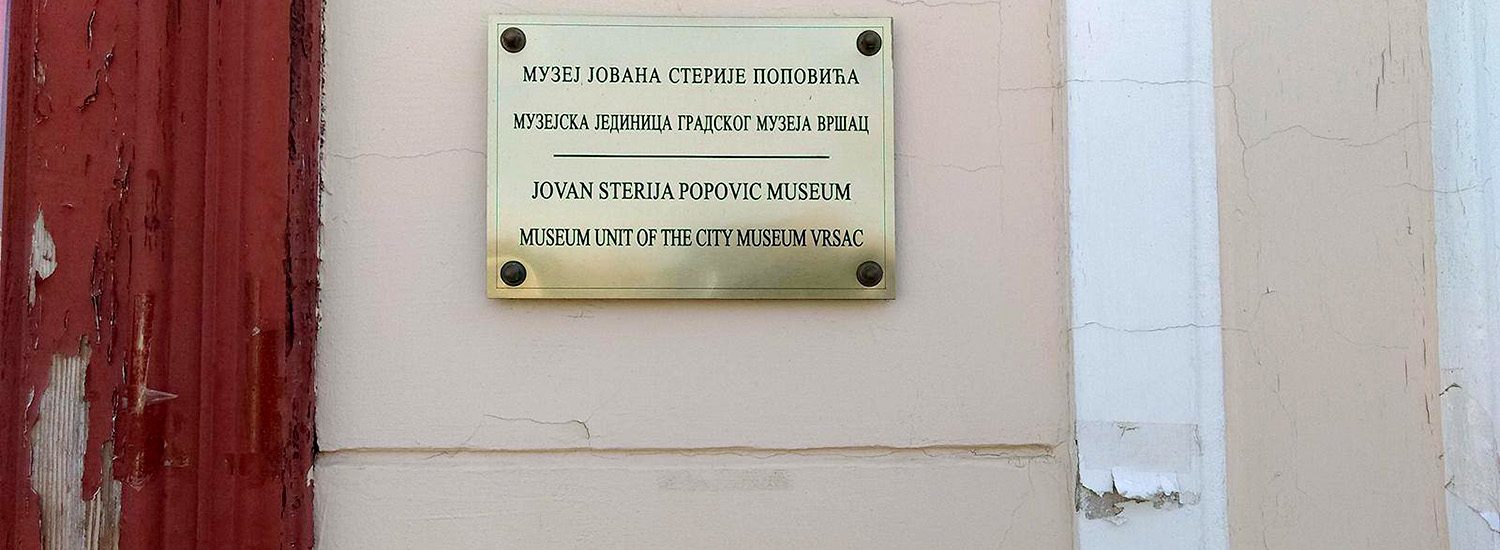 МУЗЕЈ ЈОВАНА СТЕРИЈЕ ПОПОВИЋА
МУЗЕЈСКА ЈЕДИНИЦА ГРАДСКОГ МУЗЕЈА ВРШАЦ
JOVAN STERIJA POPOVIC MUSEUM
MUSEUM UNIT OF THE CITY MUSEUM VRSAC